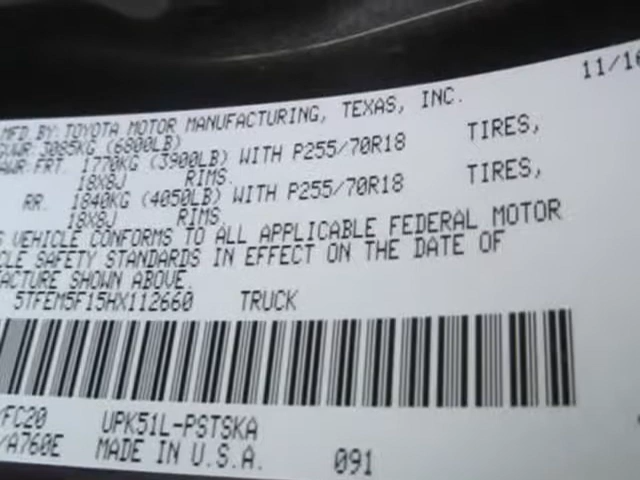 11/16
MFD BY: TOYOTA MOTOR MANUFACTURING, TEXAS, INC.
GVWR: 3085KG (6800LB)
GAWR: FRT. 1770KG (3900LB) WITH P255/70R18 TIRES,
18X8J RIMS.
RR. 1840KG (4050LB) WITH P255/70R18 TIRES,
18X8J RIMS.
S VEHICLE CONFORMS TO ALL APPLICABLE FEDERAL MOTOR
CLE SAFETY STANDARDS IN EFFECT ON THE DATE OF
ACTURE SHOWN ABOVE.
5TFEM5F15HX112660 TRUCK
/FC20 UPK51L-PSTSKA
/A760E MADE IN U.S.A. 091